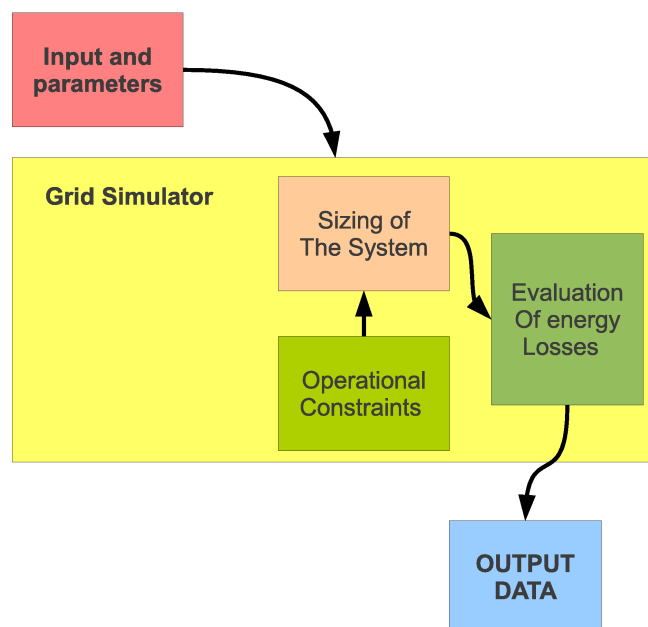 Input and
parameters
Grid Simulator
Sizing of
The System
Evaluation
Of energy
Losses
Operational
Constraints
OUTPUT
DATA